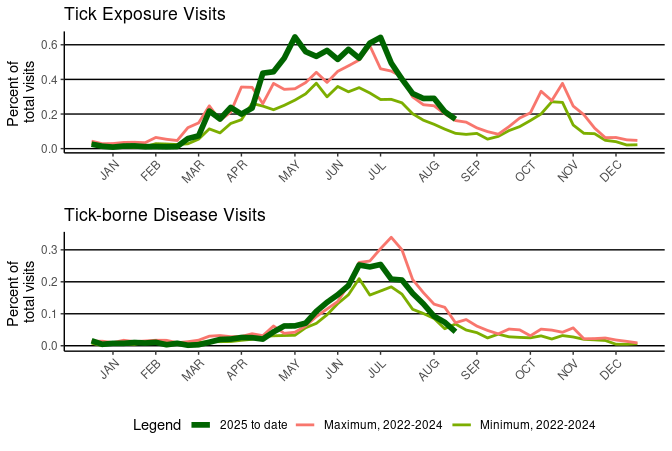 Tick Exposure Visits
Percent of
total visits
0.6
0.4
0.2
0.0
JAN FEB MAR APR MAY JUN JUL AUG SEP OCT NOV DEC
Tick-borne Disease Visits
Percent of
total visits
0.3
0.2
0.1
0.0
JAN FEB MAR APR MAY JUN JUL AUG SEP OCT NOV DEC
Legend 2025 to date Maximum, 2022-2024 Minimum, 2022-2024